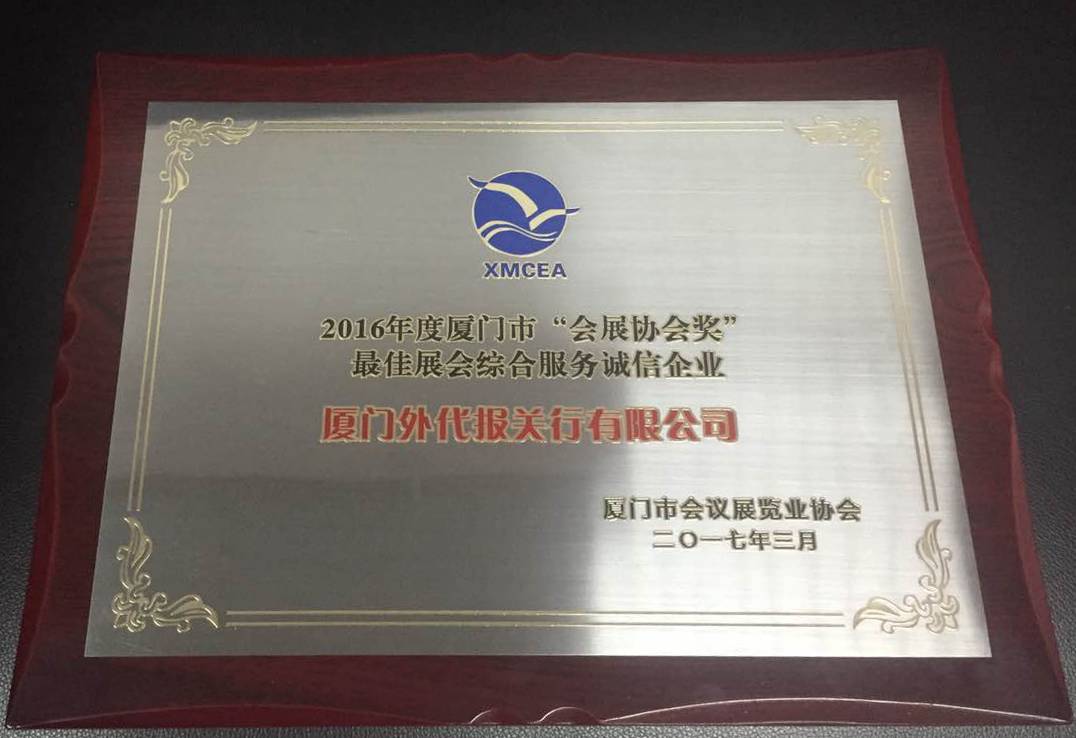 XMCEA
2016年度厦门市“会展协会奖”
最佳展会综合服务诚信企业
厦门外代报关行有限公司
厦门市会议展览业协会
二〇一七年三月